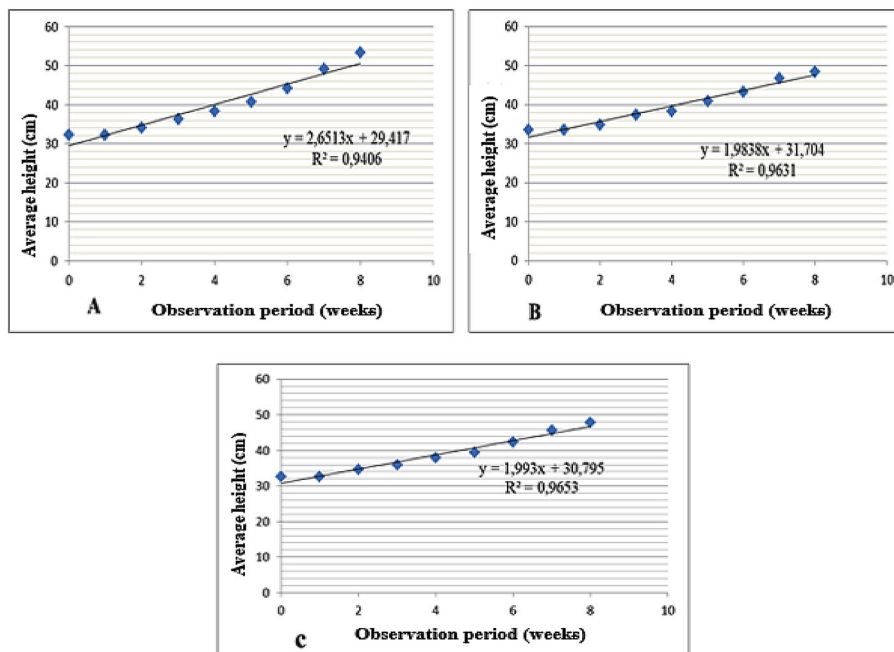 60
50
40
30
20
10
0
Average height (cm)
y = 2,6513x + 29,417
R² = 0,9406
0 2 4 6 8 10
A Observation period (weeks)
60
50
40
30
20
10
0
Average height (cm)
y = 1,9838x + 31,704
R² = 0,9631
0 2 4 6 8 10
B Observation period (weeks)
60
50
40
30
20
10
0
Average height (cm)
y = 1,993x + 30,795
R² = 0,9653
0 2 4 6 8 10
c Observation period (weeks)